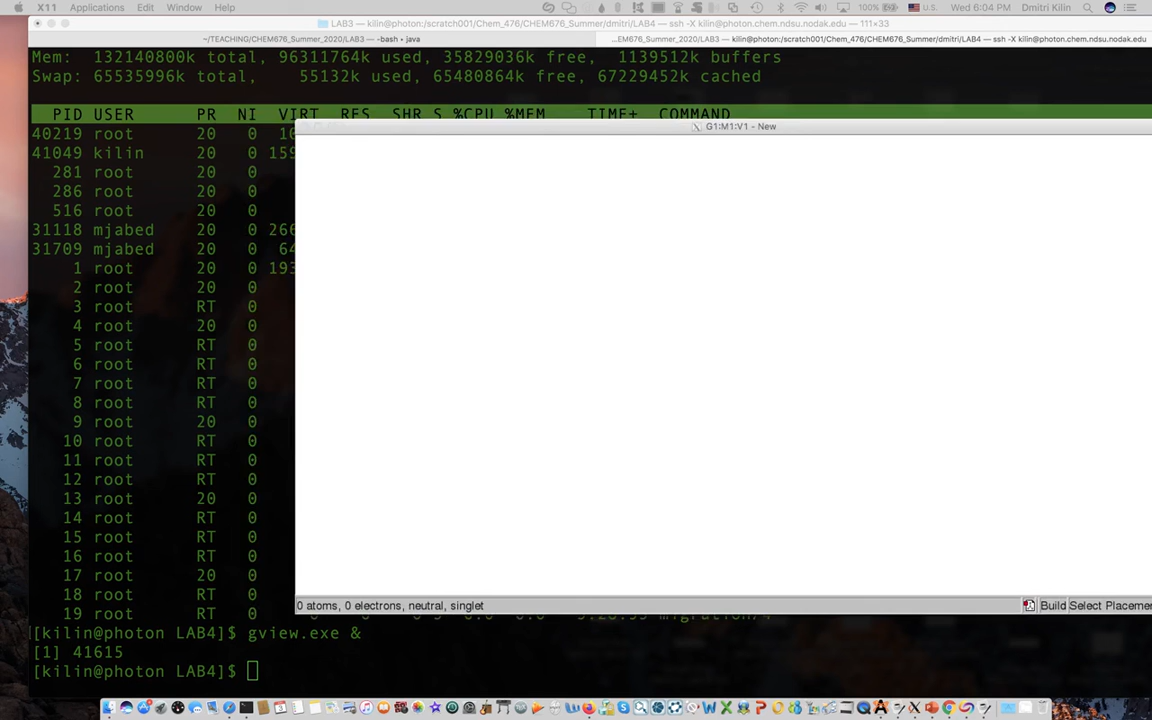 X11 Applications Edit Window Help 100% U.S. Wed 6:04 PM Dmitri Kilin
LAB3 — kilin@photon:/scratch001/Chem_476/CHEM676_Summer/dmitri/LAB4 — ssh -X kilin@photon.chem.ndsu.nodak.edu — 111×33
~/TEACHING/CHEM676_Summer_2020/LAB3 — -bash ▸ java ...EM676_Summer_2020/LAB3 — kilin@photon:/scratch001/Chem_476/CHEM676_Summer/dmitri/LAB4 — ssh -X kilin@photon.chem.ndsu.nodak.edu
Mem: 132140800k total, 96311764k used, 35829036k free, 1139512k buffers
Swap: 65535996k total, 55132k used, 65480864k free, 67229452k cached
PID USER PR NI VIRT RES SHR S %CPU %MEM TIME+ COMMAND
G1:M1:V1 - New
40219 root 20 0 10
41049 kilin 20 0 159
281 root 20 0
286 root 20 0
516 root 20 0
31118 mjabed 20 0 266
31709 mjabed 20 0 64
1 root 20 0 193
2 root 20 0
3 root RT 0
4 root 20 0
5 root RT 0
6 root RT 0
7 root RT 0
8 root RT 0
9 root 20 0
10 root RT 0
11 root RT 0
12 root RT 0
13 root 20 0
14 root RT 0
15 root RT 0
16 root RT 0
17 root 20 0
18 root RT 0
19 root RT 0
0 atoms, 0 electrons, neutral, singlet Build Select Placemen
[kilin@photon LAB4]$ gview.exe &
[1] 41615
[kilin@photon LAB4]$